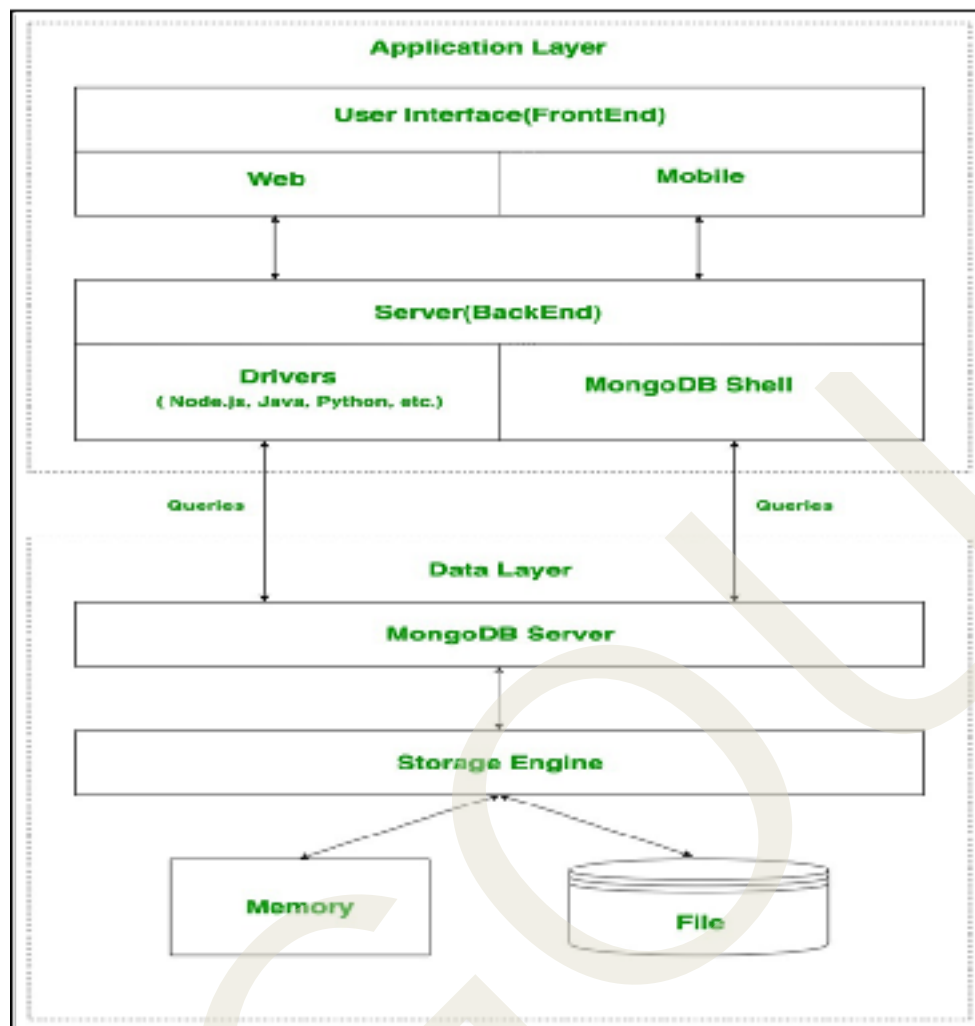 Application Layer
User Interface(FrontEnd)
Web
Mobile
Server(BackEnd)
Drivers
( Node.js, Java, Python, etc.)
MongoDB Shell
Queries
Queries
Data Layer
MongoDB Server
Storage Engine
Memory
File